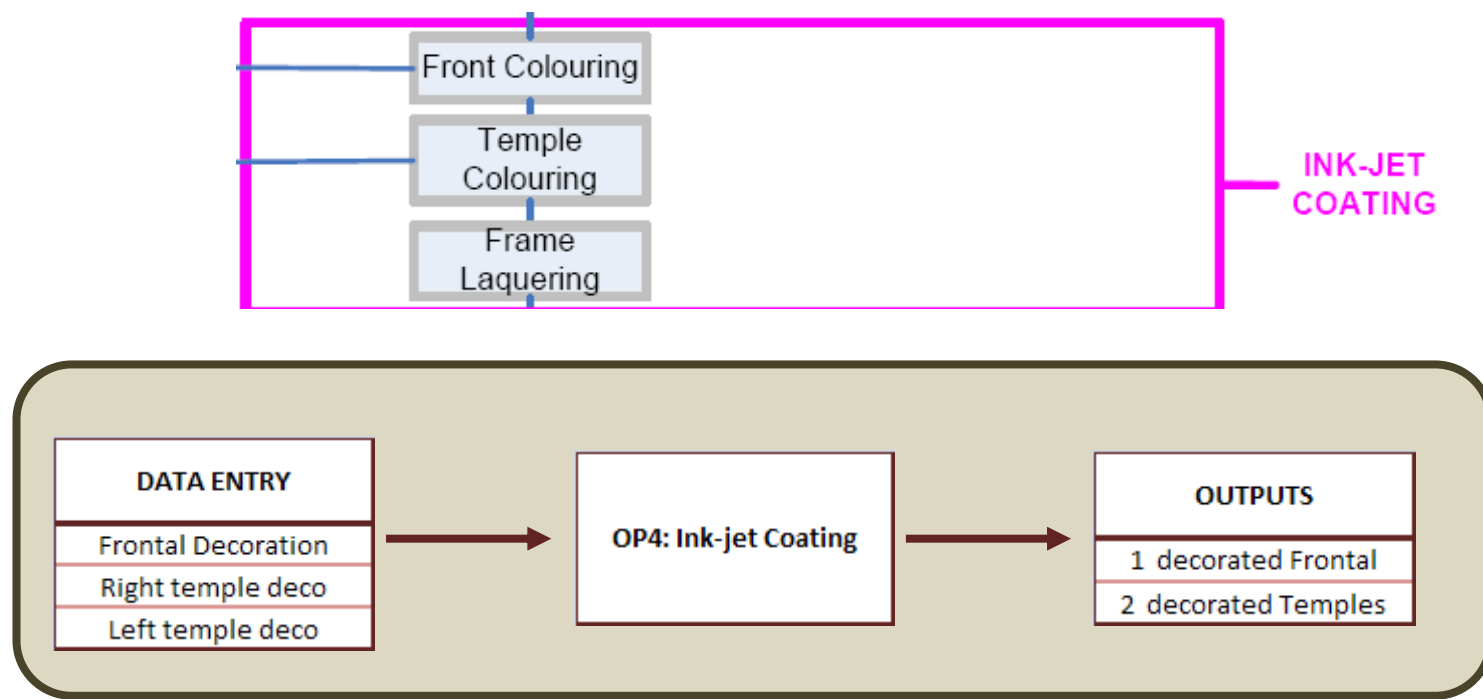 Front Colouring
Temple
Colouring
Frame
Laquering
INK-JET
COATING
DATA ENTRY
Frontal Decoration
Right temple deco
Left temple deco
OP4: Ink-jet Coating
OUTPUTS
1 decorated Frontal
2 decorated Temples